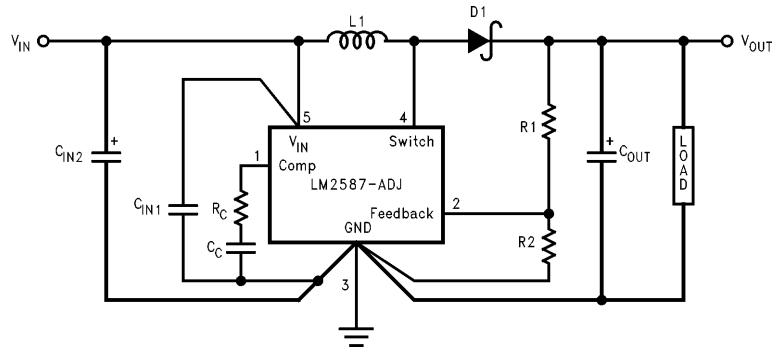 L1
D1
VIN
VOUT
5
4
VIN
Switch
R1
CIN2
+
1
Comp
LM2587-ADJ
+
COUT
LOAD
CIN1
RC
Feedback
2
GND
CC
R2
3